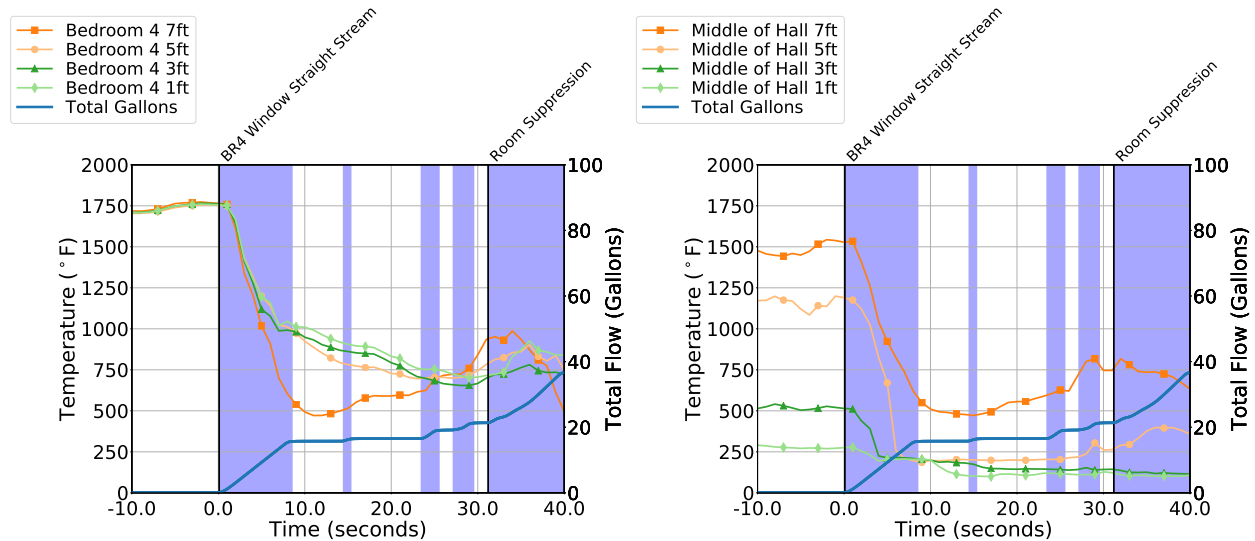 Bedroom 4 7ft
Bedroom 4 5ft
Bedroom 4 3ft
Bedroom 4 1ft
Total Gallons
BR4 Window Straight Stream
Room Suppression
2000
1750
1500
1250
1000
750
500
250
0
Temperature (°F)
100
80
60
40
20
0
Total Flow (Gallons)
-10.0 0.0 10.0 20.0 30.0 40.0
Time (seconds)
Middle of Hall 7ft
Middle of Hall 5ft
Middle of Hall 3ft
Middle of Hall 1ft
Total Gallons
BR4 Window Straight Stream
Room Suppression
2000
1750
1500
1250
1000
750
500
250
0
Temperature (°F)
100
80
60
40
20
0
Total Flow (Gallons)
-10.0 0.0 10.0 20.0 30.0 40.0
Time (seconds)